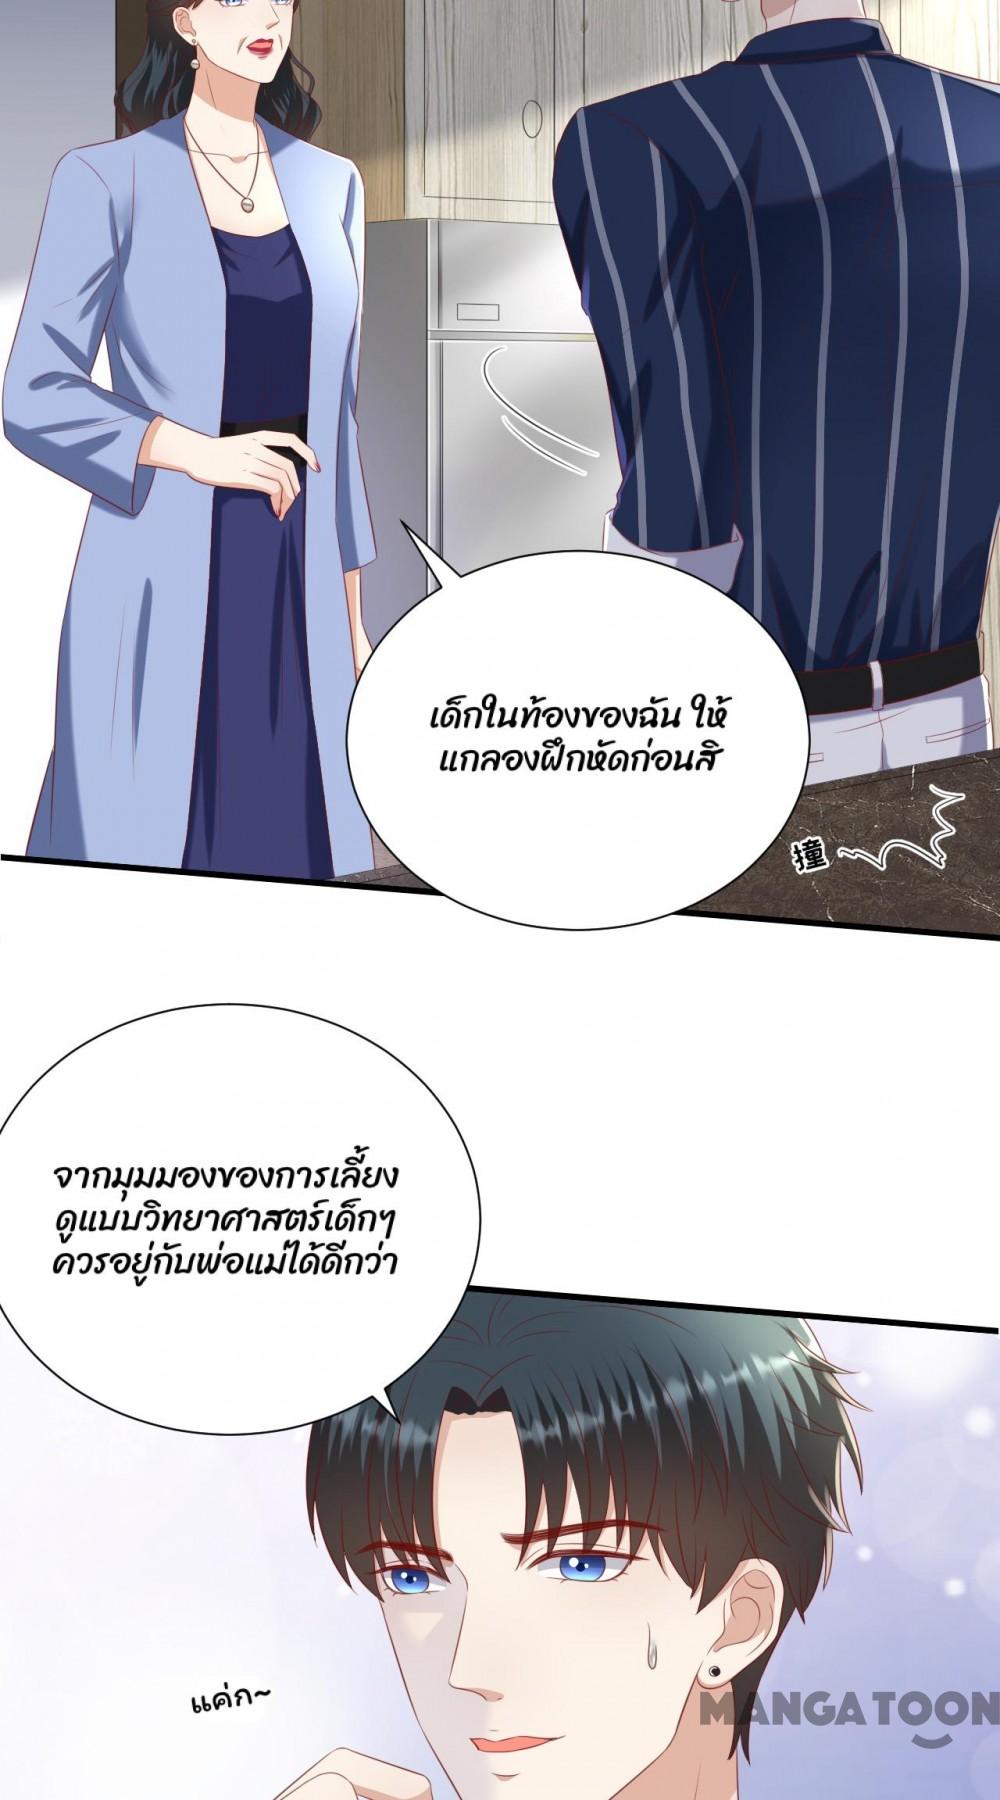 เด็กในท้องของฉัน ให้
แกลองฝึกหัดก่อนสิ
撞
จากมุมมองของการเลี้ยง
ดูแบบวิทยาศาสตร์เด็กๆ
ควรอยู่กับพ่อแม่ได้ดีกว่า
แค่ก~
MANGATOON